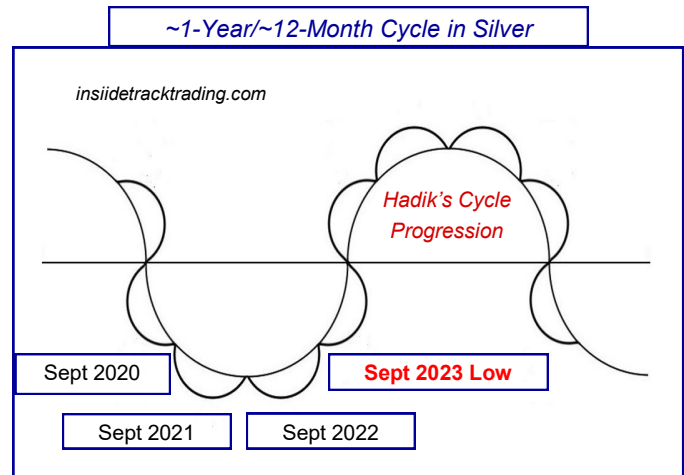 ~1-Year/~12-Month Cycle in Silver
insiidetracktrading.com
Hadik's Cycle
Progression
Sept 2020
Sept 2023 Low
Sept 2021
Sept 2022